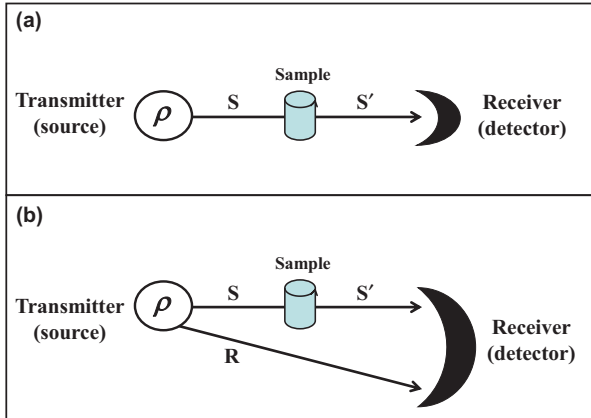 (a)
Sample
Transmitter
(source)
ρ
S
S′
Receiver
(detector)
(b)
Sample
Transmitter
(source)
ρ
S
S′
R
Receiver
(detector)